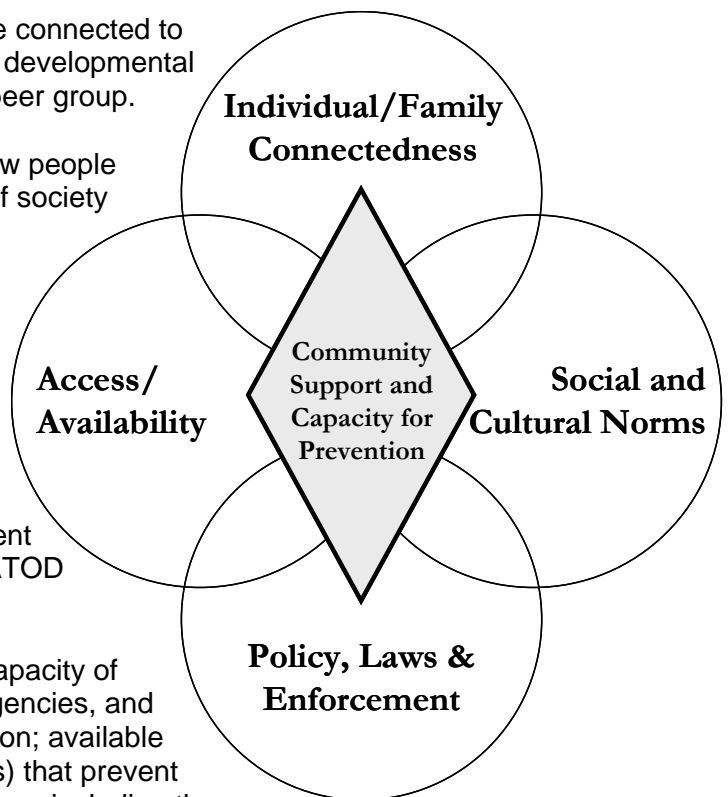 e connected to
developmental
peer group.
w people
f society
ent
ATOD
apacity of
gencies, and
on; available
s) that prevent
Individual/Family
Connectedness
Access/
Availability
Community
Support and
Capacity for
Prevention
Social and
Cultural Norms
Policy, Laws &
Enforcement